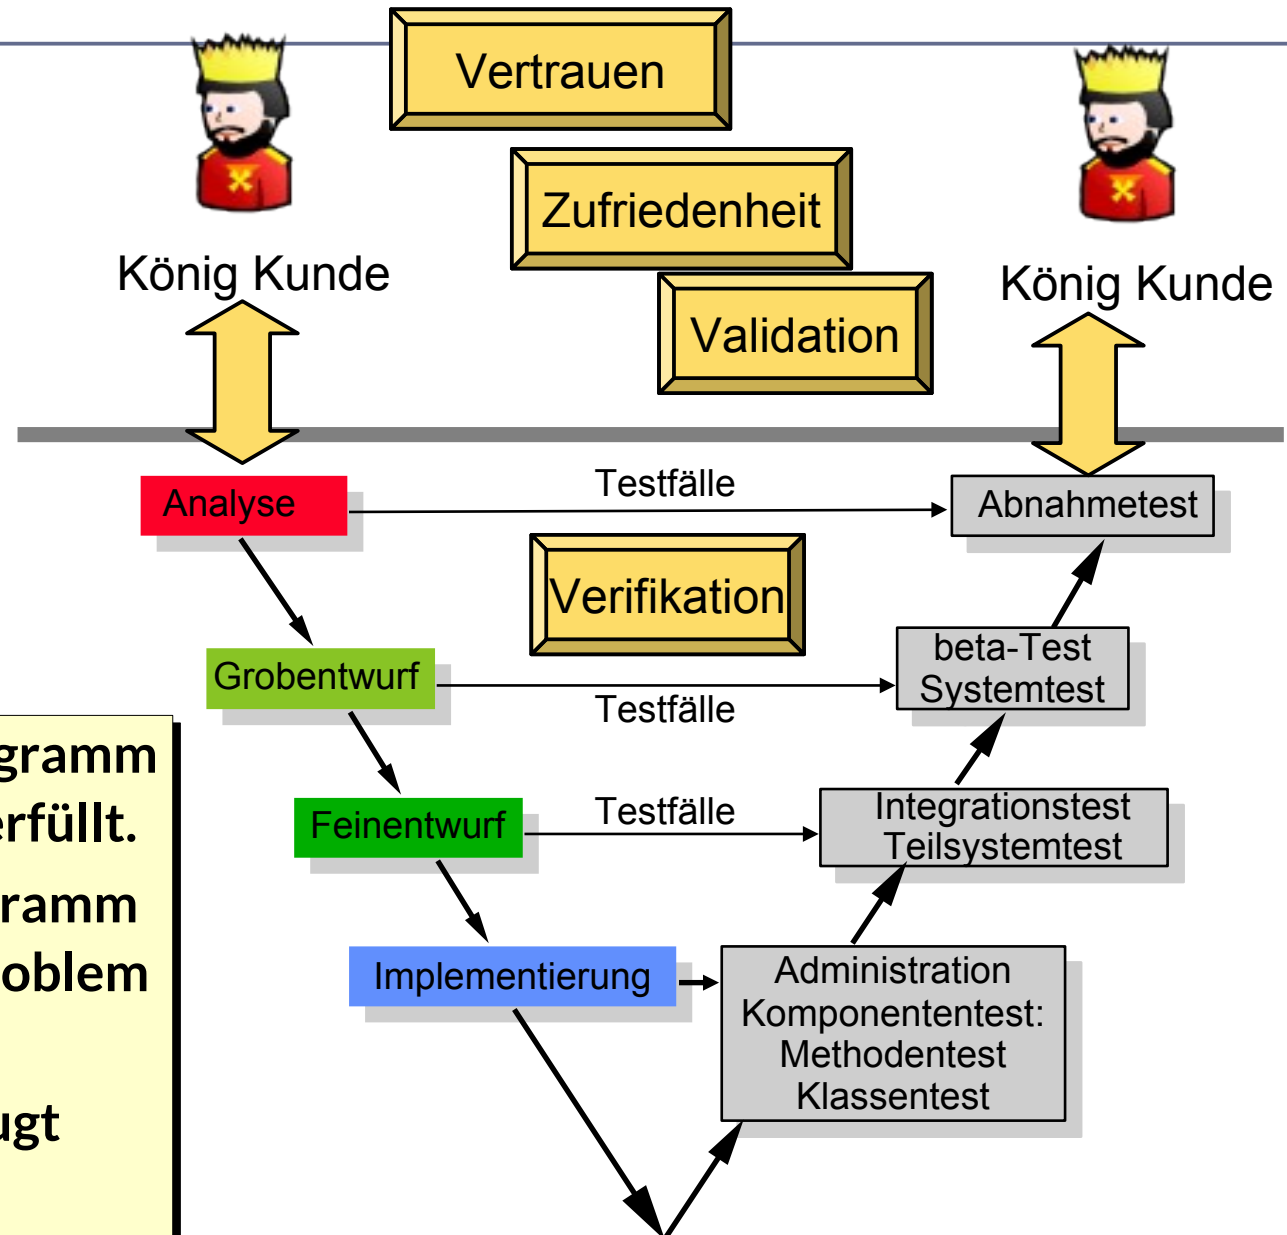 Vertrauen
Zufriedenheit
König Kunde
König Kunde
Validation
Analyse
Testfälle
Abnahmetest
Verifikation
Grobentwurf
Testfälle
beta-Test
Systemtest
Feinentwurf
Testfälle
Integrationstest
Teilsystemtest
Implementierung
Administration
Komponententest:
Methodentest
Klassentest
gramm
erfüllt.
ramm
oblem
ugt